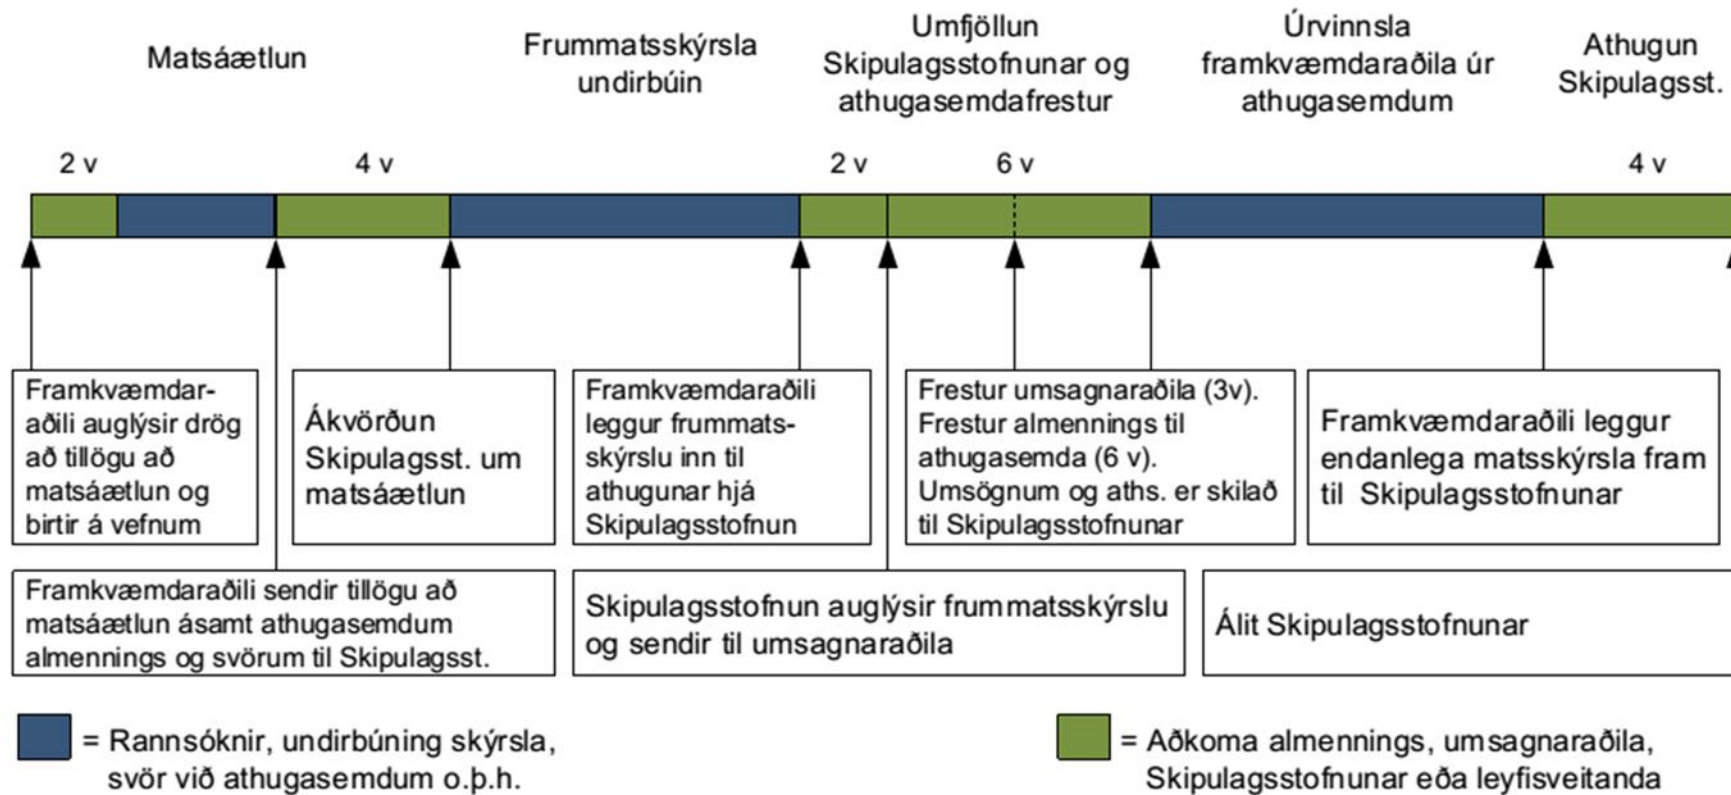 Matsáætlun
Frummatsskýrsla
undirbúin
Umfjöllun
Skipulagsstofnunar og
athugasemdafrestur
Úrvinnsla
framkvæmdaraðila úr
athugasemdum
Athugun
Skipulagsst.
2 v
4 v
2 v
6 v
4 v
Framkvæmdar-
aðili auglýsir drög
að tillögu að
matsáætlun og
birtir á vefnum
Ákvörðun
Skipulagsst. um
matsáætlun
Framkvæmdaraðili
leggur frummats-
skýrslu inn til
athugunar hjá
Skipulagsstofnun
Frestur umsagnaraðila (3v).
Frestur almennings til
athugasemda (6 v).
Umsögnum og aths. er skilað
til Skipulagsstofnunar
Framkvæmdaraðili leggur
endanlega matsskýrsla fram
til Skipulagsstofnunar
Framkvæmdaraðili sendir tillögu að
matsáætlun ásamt athugasemdum
almennings og svörum til Skipulagsst.
Skipulagsstofnun auglýsir frummatsskýrslu
og sendir til umsagnaraðila
Álit Skipulagsstofnunar
= Rannsóknir, undirbúning skýrsla,
svör við athugasemdum o.þ.h.
= Aðkoma almennings, umsagnaraðila,
Skipulagsstofnunar eða leyfisveitanda